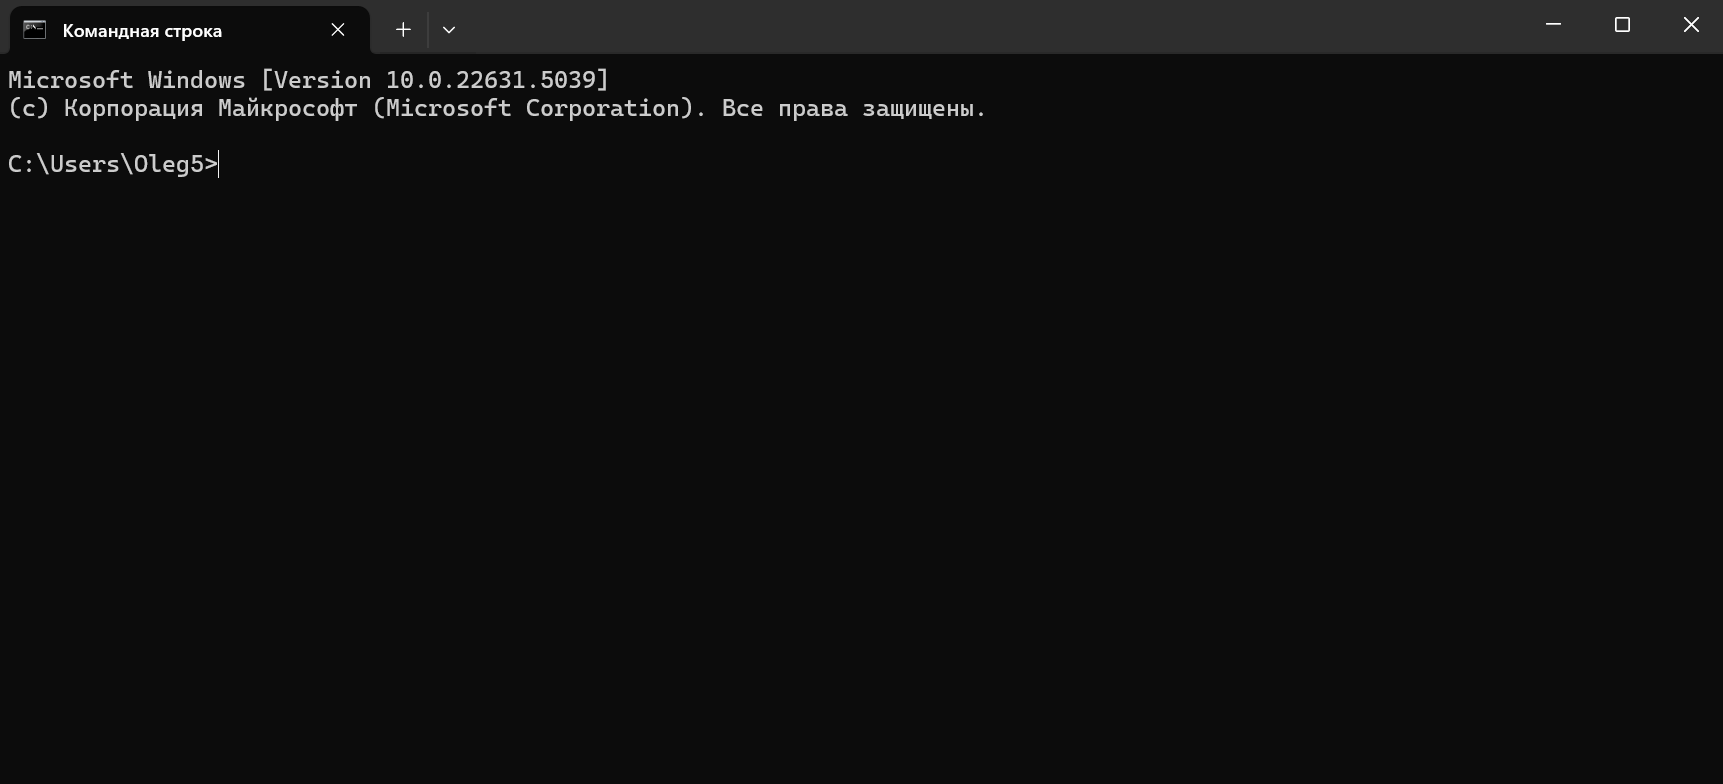 Командная строка
Microsoft Windows [Version 10.0.22631.5039]
(c) Корпорация Майкрософт (Microsoft Corporation). Все права защищены.
C:\Users\Oleg5>